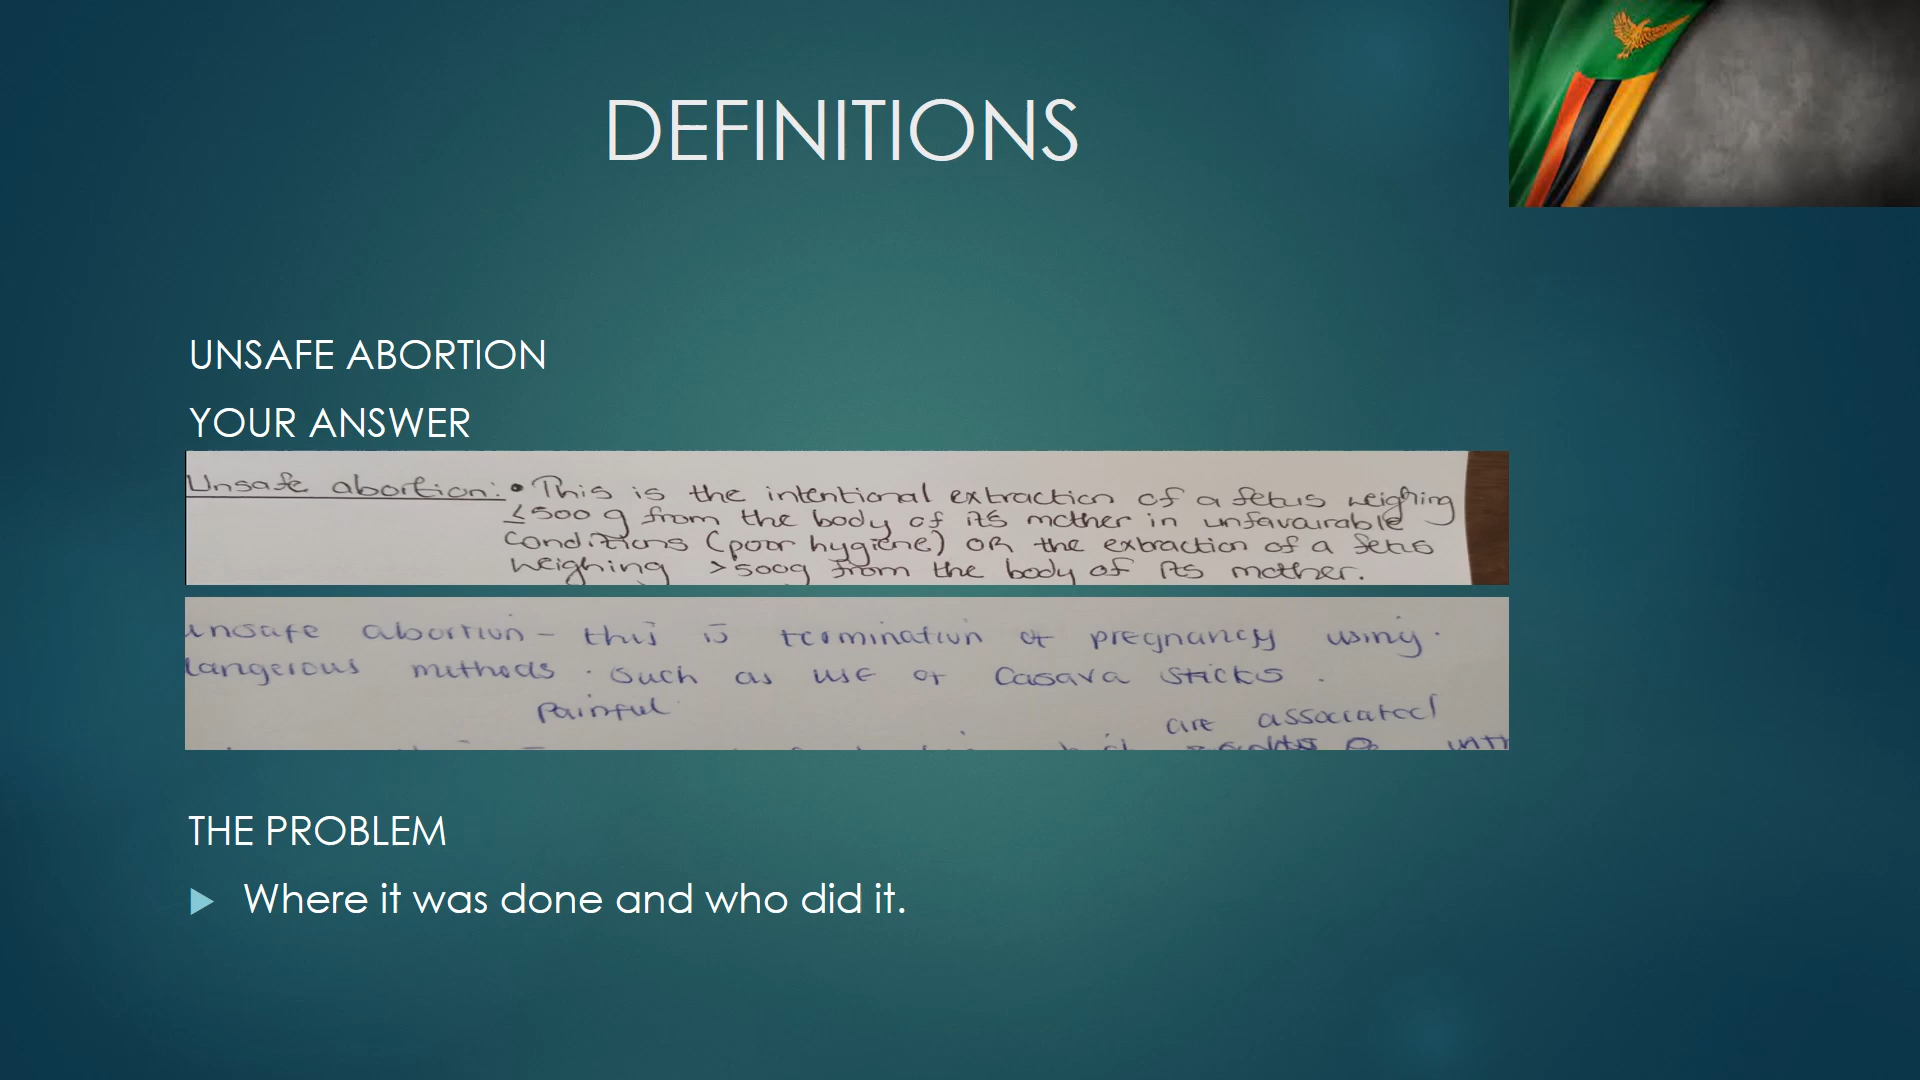 DEFINITIONS
UNSAFE ABORTION
YOUR ANSWER
Unsafe abortion: • This is the intentional extraction of a fetus weighing
≤500 g from the body of its mother in unfavourable
conditions (poor hygiene) OR the extraction of a fetus
weighing >500g from the body of its mother.
unsafe abortion - this is termination of pregnancy using
dangerous methods. such as use of Casava sticks.
Painful
are associated
THE PROBLEM
Where it was done and who did it.